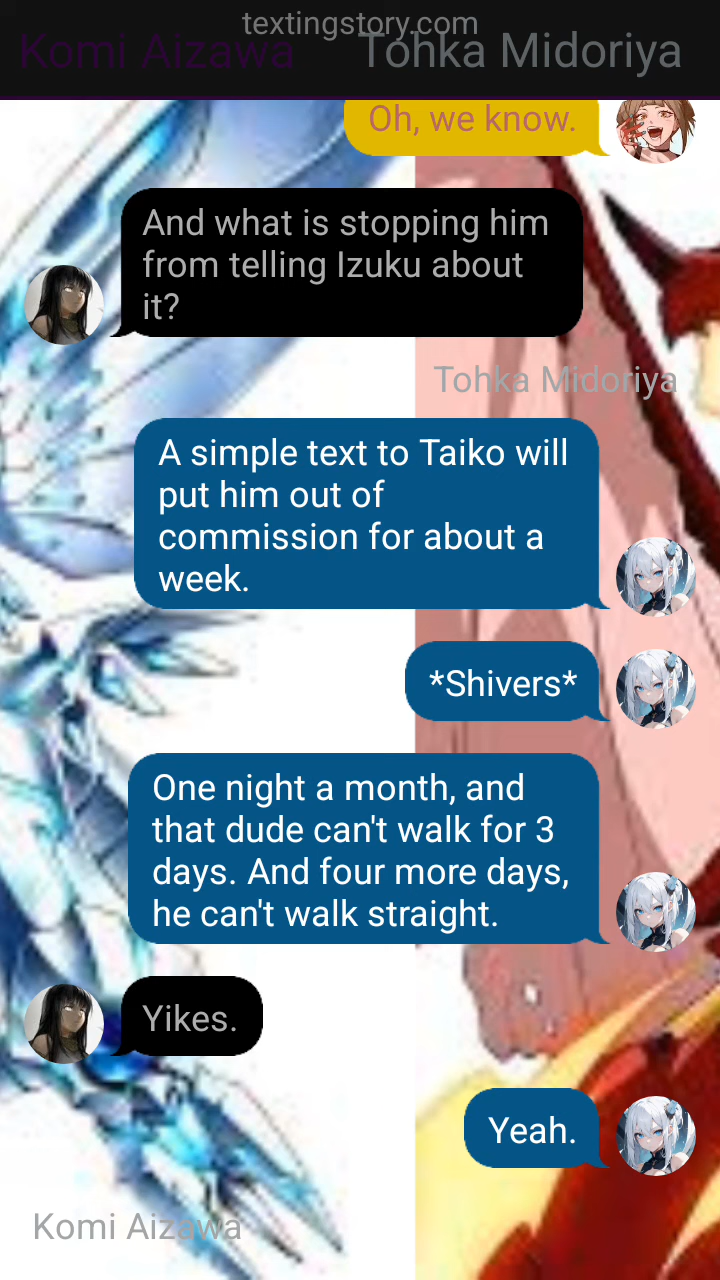 textingstory.com
Komi Aizawa
Tohka Midoriya
Oh, we know.
And what is stopping him
from telling Izuku about
it?
Tohka Midoriya
A simple text to Taiko will
put him out of
commission for about a
week.
*Shivers*
One night a month, and
that dude can't walk for 3
days. And four more days,
he can't walk straight.
Yikes.
Yeah.
Komi Aizawa